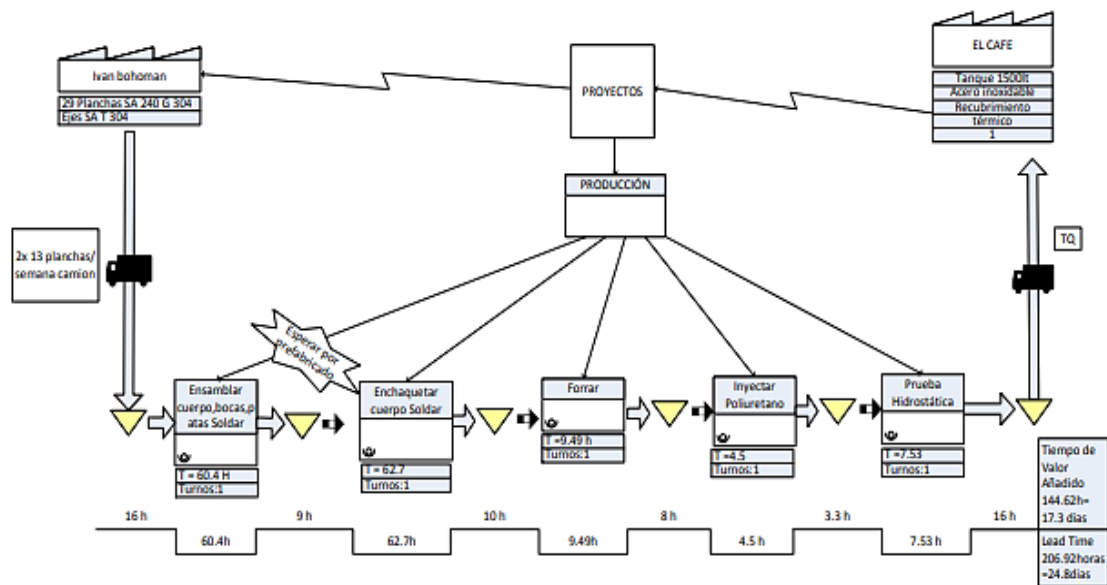 Ivan bohoman
29 Planchas SA 240 G 304
Ejes SA T 304
PROYECTOS
EL CAFE
Tanque 1500lt
Acero inoxidable
Recubrimiento
térmico
1
PRODUCCIÓN
2x 13 planchas/
semana camion
TQ
Esperar por
prefabricado
Ensamblar
cuerpo,bocas,p
atas Soldar
T = 60.4 H
Turnos:1
Enchaquetar
cuerpo Soldar
T = 62.7
Turnos:1
Forrar
T =9.49 h
Turnos:1
Inyectar
Poliuretano
T =4.5
Turnos:1
Prueba
Hidrostática
T =7.53
Turnos:1
16 h
9 h
10 h
8 h
3.3 h
16 h
60.4h
62.7h
9.49h
4.5 h
7.53 h
Tiempo de
Valor
Añadido
144.62h=
17.3 dias
Lead Time
206.92horas
=24.8dias